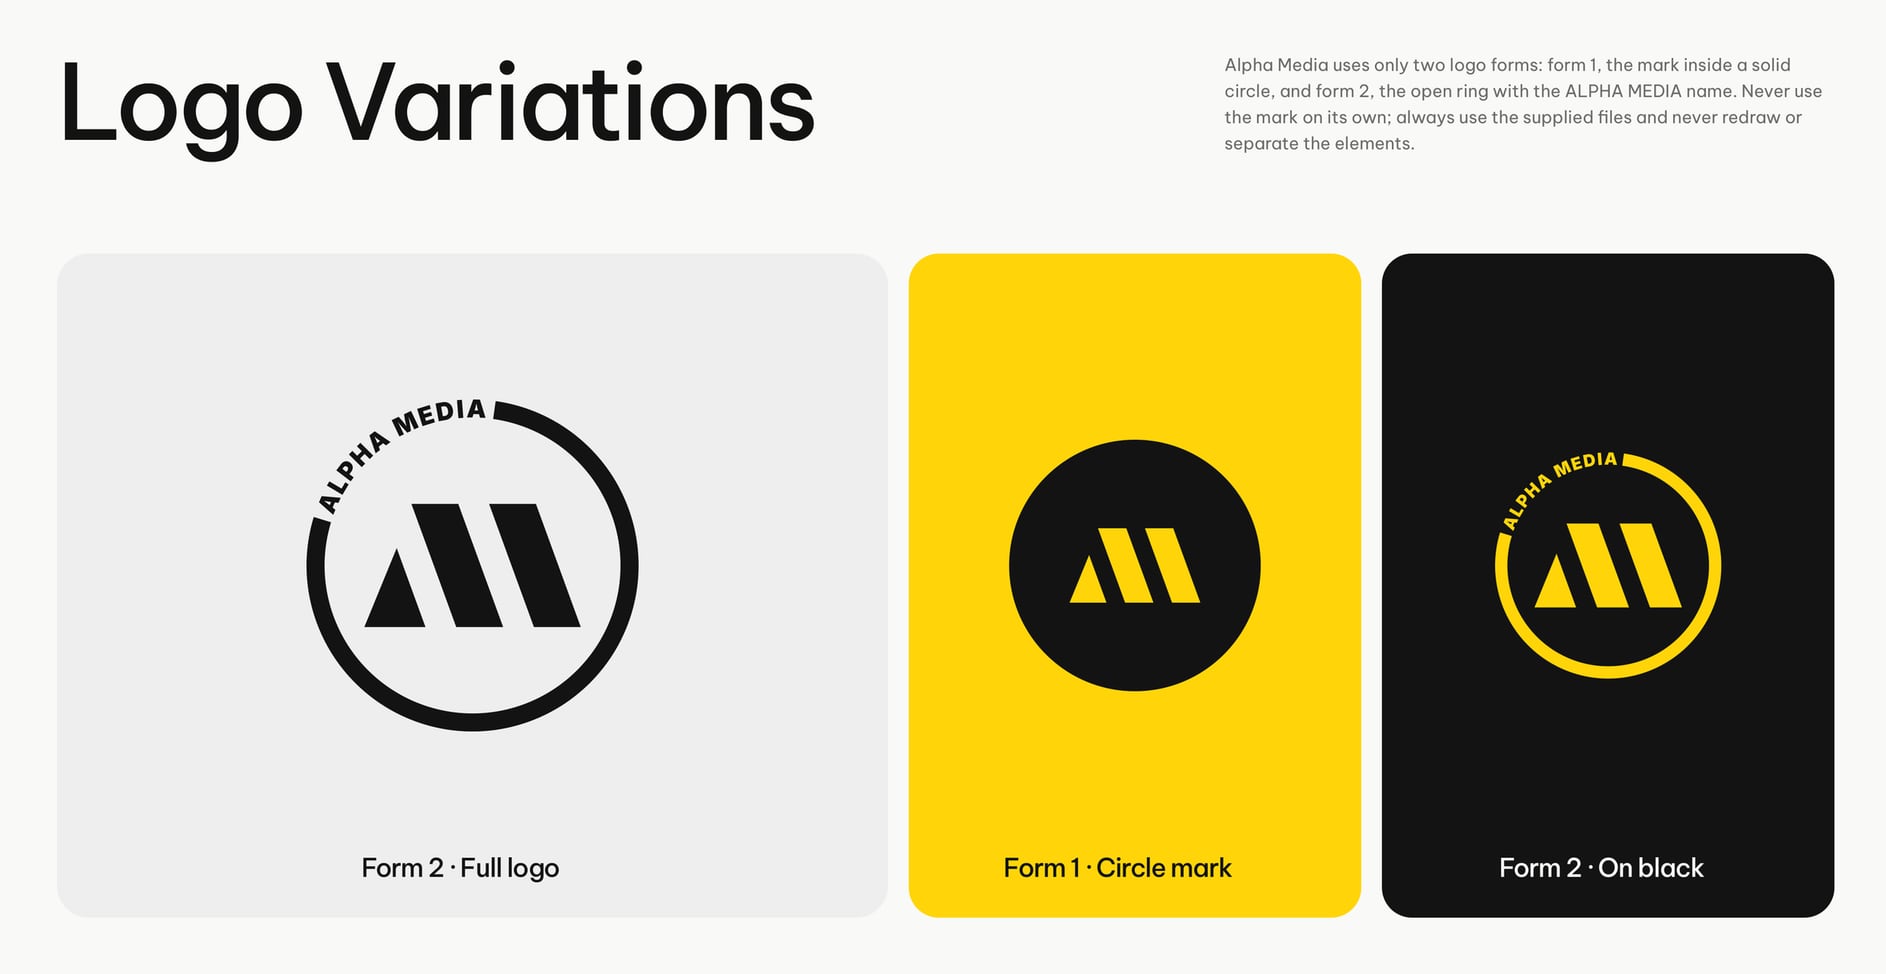 Logo Variations
Alpha Media uses only two logo forms: form 1, the mark inside a solid
circle, and form 2, the open ring with the ALPHA MEDIA name. Never use
the mark on its own; always use the supplied files and never redraw or
separate the elements.
ALPHA MEDIA
Form 2 · Full logo
Form 1 · Circle mark
ALPHA MEDIA
Form 2 · On black